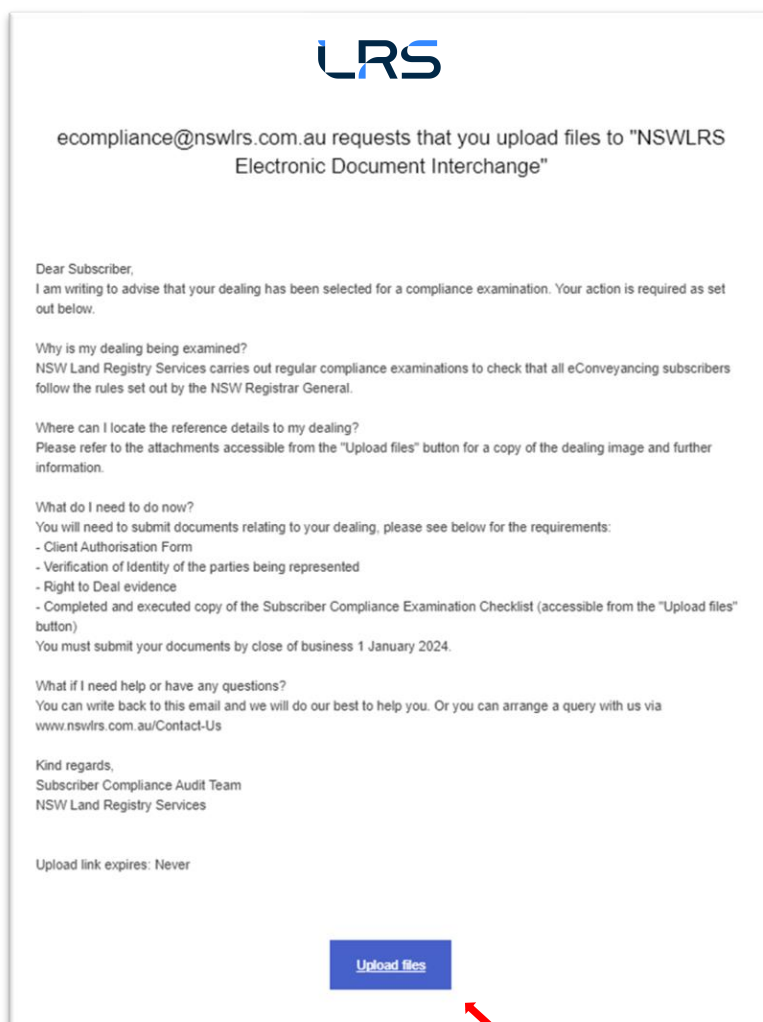 LRS
ecompliance@nswlrs.com.au requests that you upload files to "NSWLRS
Electronic Document Interchange"
Dear Subscriber,
I am writing to advise that your dealing has been selected for a compliance examination. Your action is required as set
out below.
Why is my dealing being examined?
NSW Land Registry Services carries out regular compliance examinations to check that all eConveyancing subscribers
follow the rules set out by the NSW Registrar General.
Where can I locate the reference details to my dealing?
Please refer to the attachments accessible from the "Upload files" button for a copy of the dealing image and further
information.
What do I need to do now?
You will need to submit documents relating to your dealing, please see below for the requirements:
- Client Authorisation Form
- Verification of Identity of the parties being represented
- Right to Deal evidence
- Completed and executed copy of the Subscriber Compliance Examination Checklist (accessible from the "Upload files"
button)
You must submit your documents by close of business 1 January 2024.
What if I need help or have any questions?
You can write back to this email and we will do our best to help you. Or you can arrange a query with us via
www.nswlrs.com.au/Contact-Us
Kind regards,
Subscriber Compliance Audit Team
NSW Land Registry Services
Upload link expires: Never
Upload files